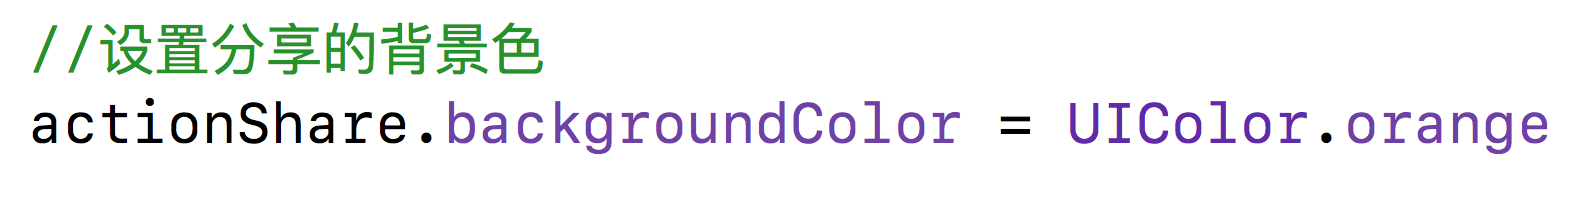 //设置分享的背景色
actionShare.backgroundColor = UIColor.orange